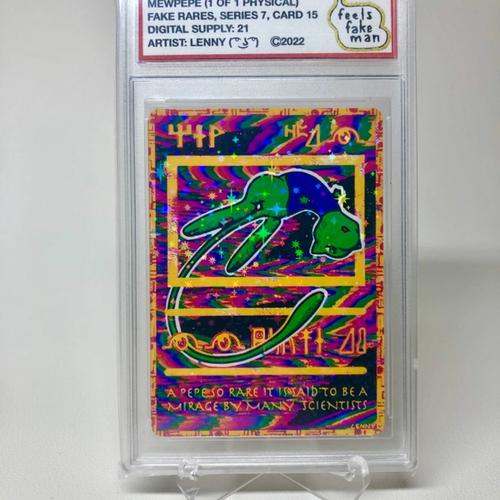 MEWPEPE (1 OF 1 PHYSICAL)
FAKE RARES, SERIES 7, CARD 15
DIGITAL SUPPLY: 21
ARTIST: LENNY ( ͡° ͜ʖ ͡°) ©2022
feels
fake
man
A PEPE SO RARE IT IS SAID TO BE A
MIRAGE BY MANY SCIENTISTS
LENNY